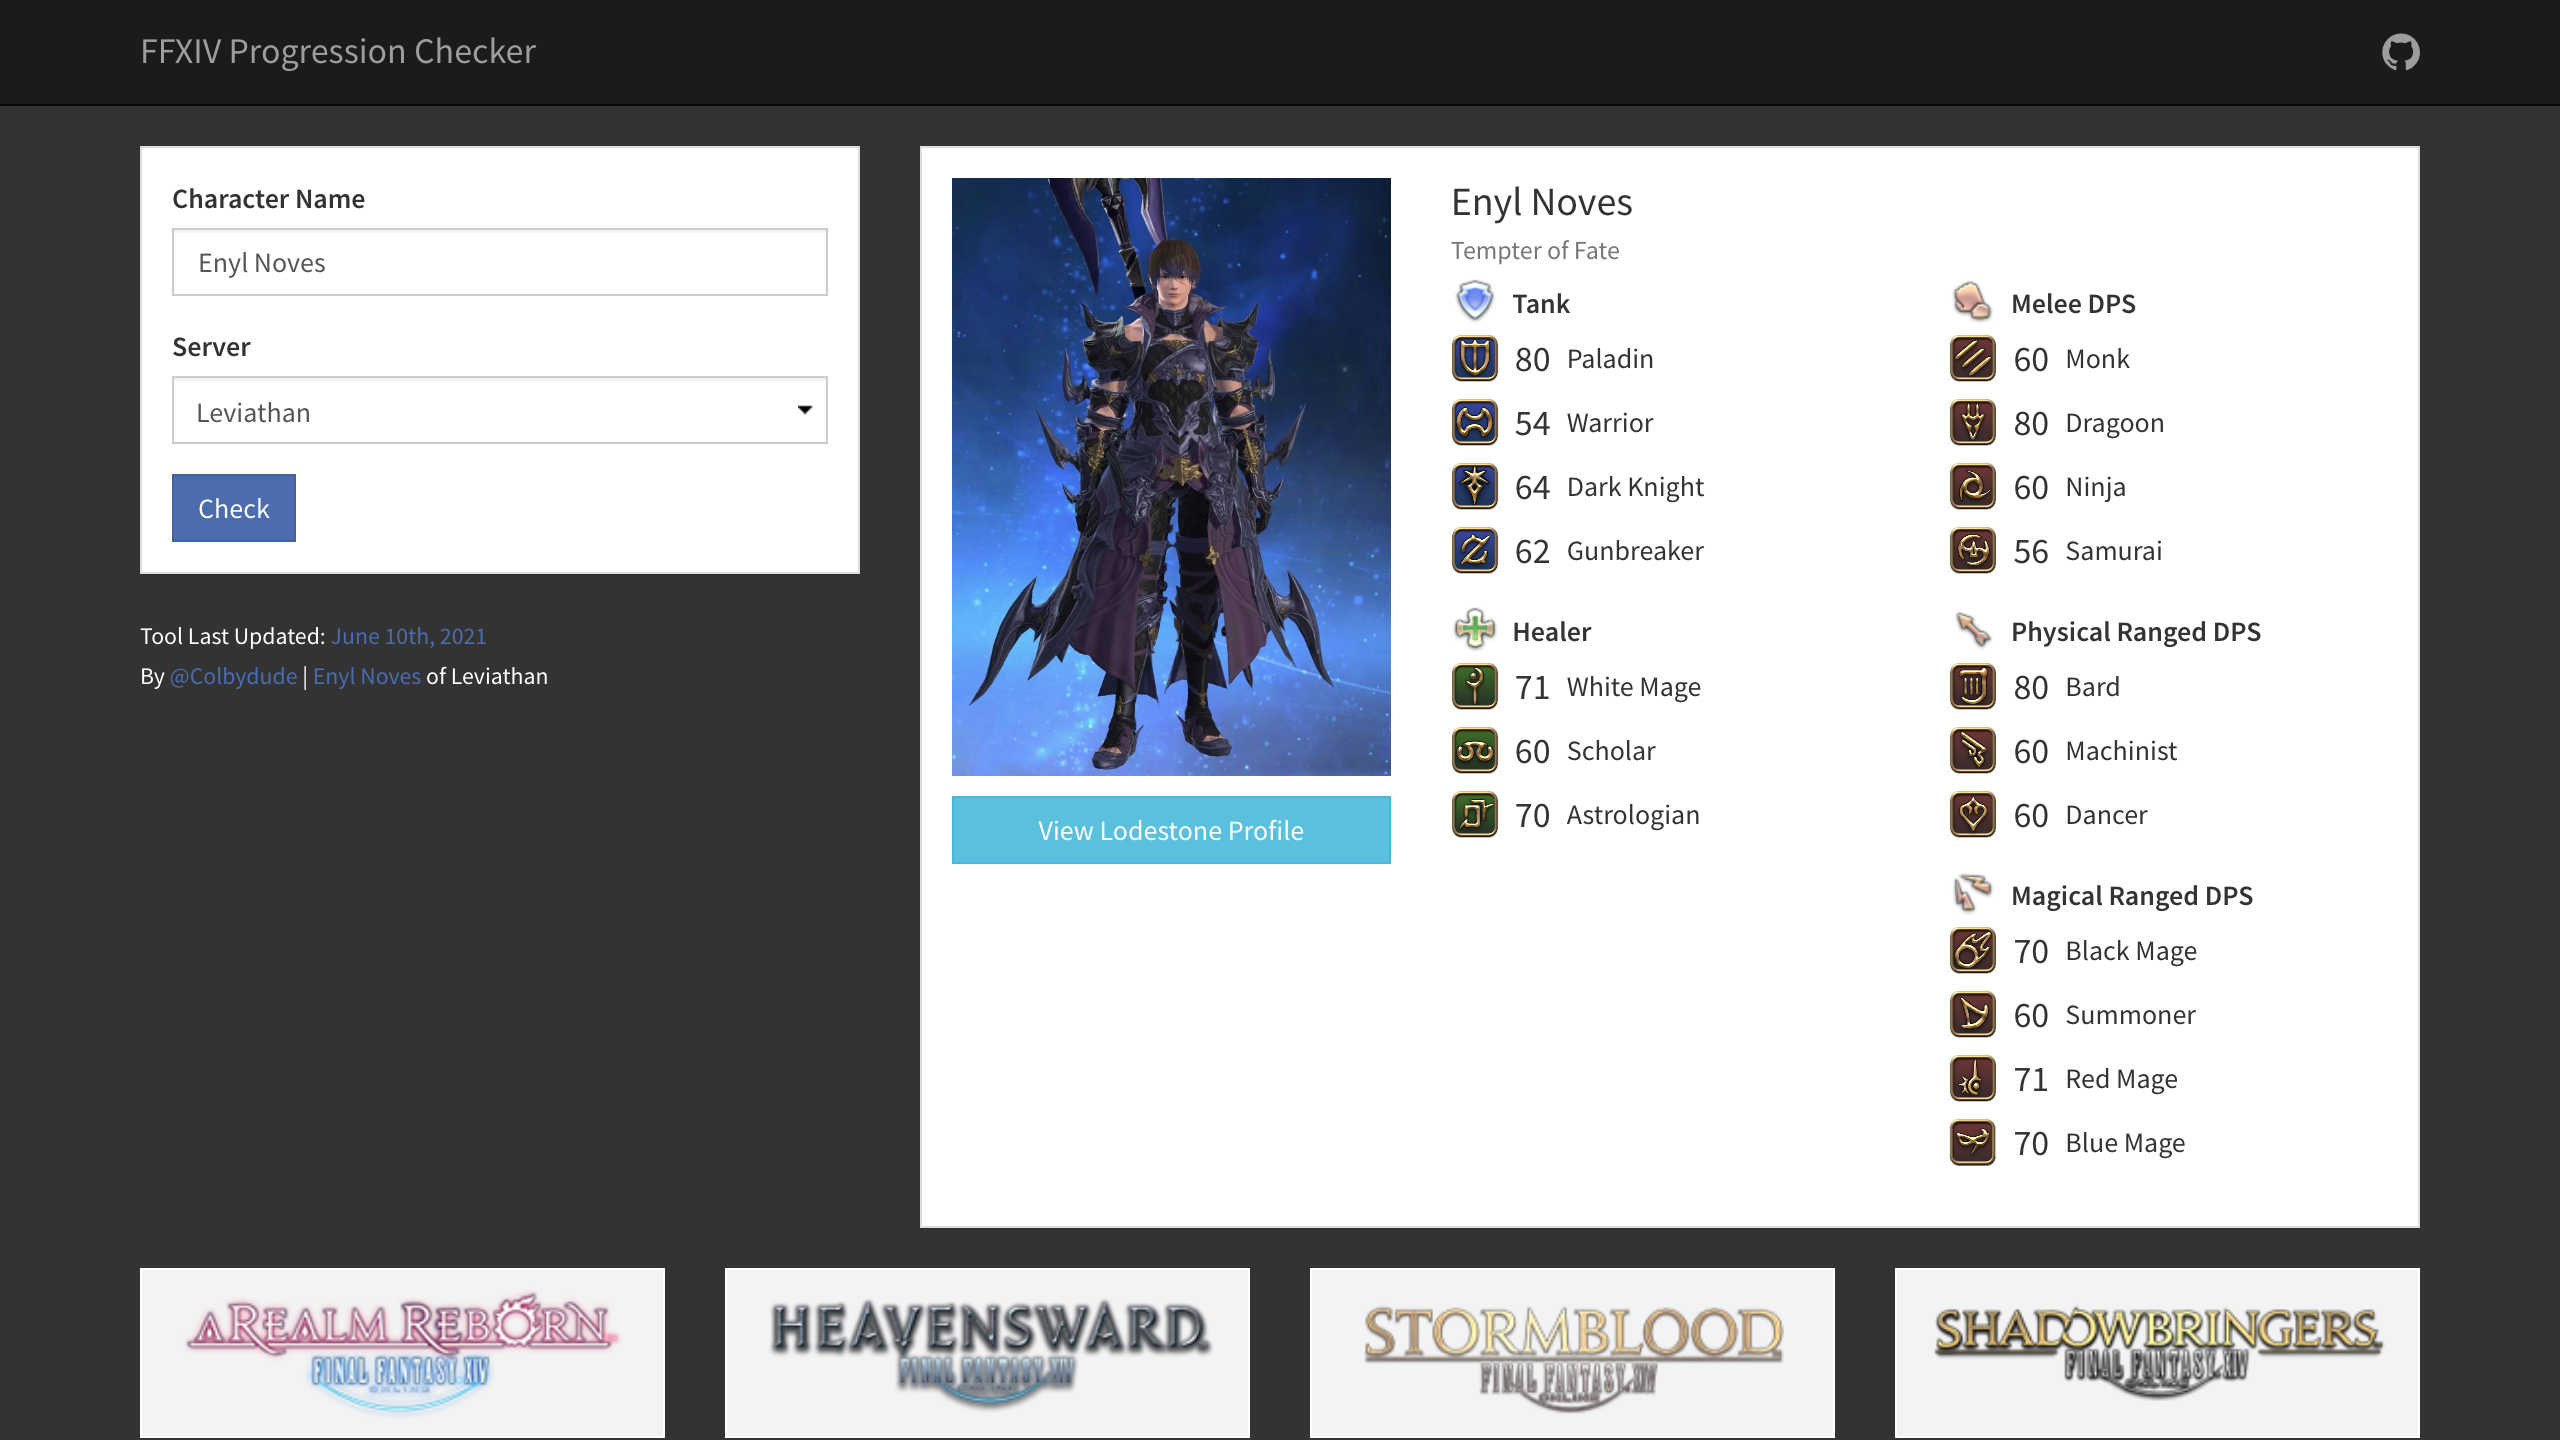 FFXIV Progression Checker
Character Name
Enyl Noves
Server
Leviathan
Check
Tool Last Updated: June 10th, 2021
By @Colbydude | Enyl Noves of Leviathan
Enyl Noves
Tempter of Fate
Tank
80 Paladin
54 Warrior
64 Dark Knight
62 Gunbreaker
Healer
71 White Mage
60 Scholar
70 Astrologian
Melee DPS
60 Monk
80 Dragoon
60 Ninja
56 Samurai
Physical Ranged DPS
80 Bard
60 Machinist
60 Dancer
Magical Ranged DPS
70 Black Mage
60 Summoner
71 Red Mage
70 Blue Mage
View Lodestone Profile
A REALM REBORN
FINAL FANTASY XIV
ONLINE
HEAVENSWARD
FINAL FANTASY XIV
STORMBLOOD
FINAL FANTASY XIV
ONLINE
SHADOWBRINGERS
FINAL FANTASY XIV